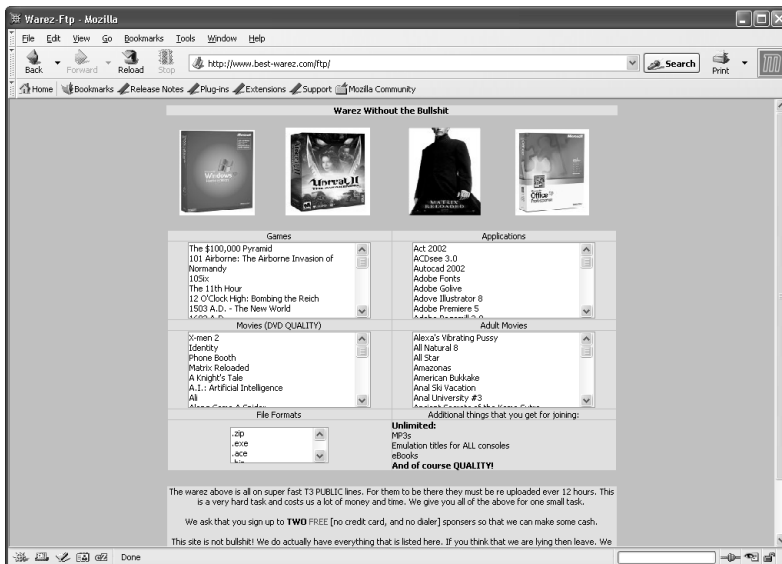 Warez-Ftp - Mozilla
File Edit View Go Bookmarks Tools Window Help
Back Forward Reload Stop http://www.best-warez.com/ftp/ Search Print
Home Bookmarks Release Notes Plug-ins Extensions Support Mozilla Community
Warez Without the Bullshit
Microsoft
Windows
Unreal II
THE AWAKENING
MATRIX
RELOADED
Microsoft
Office
Professional
Games
The $100,000 Pyramid
101 Airborne: The Airborne Invasion of
Normandy
105ix
The 11th Hour
12 O'Clock High: Bombing the Reich
1503 A.D. - The New World
Applications
Act 2002
ACDsee 3.0
Autocad 2002
Adobe Fonts
Adobe Golive
Adove Illustrator 8
Adobe Premiere 5
Movies (DVD QUALITY)
X-men 2
Identity
Phone Booth
Matrix Reloaded
A Knight's Tale
A.I.: Artificial Intelligence
Ali
Adult Movies
Alexa's Vibrating Pussy
All Natural 8
All Star
Amazonas
American Bukkake
Anal Ski Vacation
Anal University #3
File Formats
.zip
.exe
.ace
Additional things that you get for joining:
Unlimited:
MP3s
Emulation titles for ALL consoles
eBooks
And of course QUALITY!
The warez above is all on super fast T3 PUBLIC lines. For them to be there they must be re uploaded ever 12 hours. This
is a very hard task and costs us a lot of money and time. We give you all of the above for one small task.
We ask that you sign up to TWO FREE [no credit card, and no dialer] sponsers so that we can make some cash.
This site is not bullshit! We do actually have everything that is listed here. If you think that we are lying then leave. We
Done